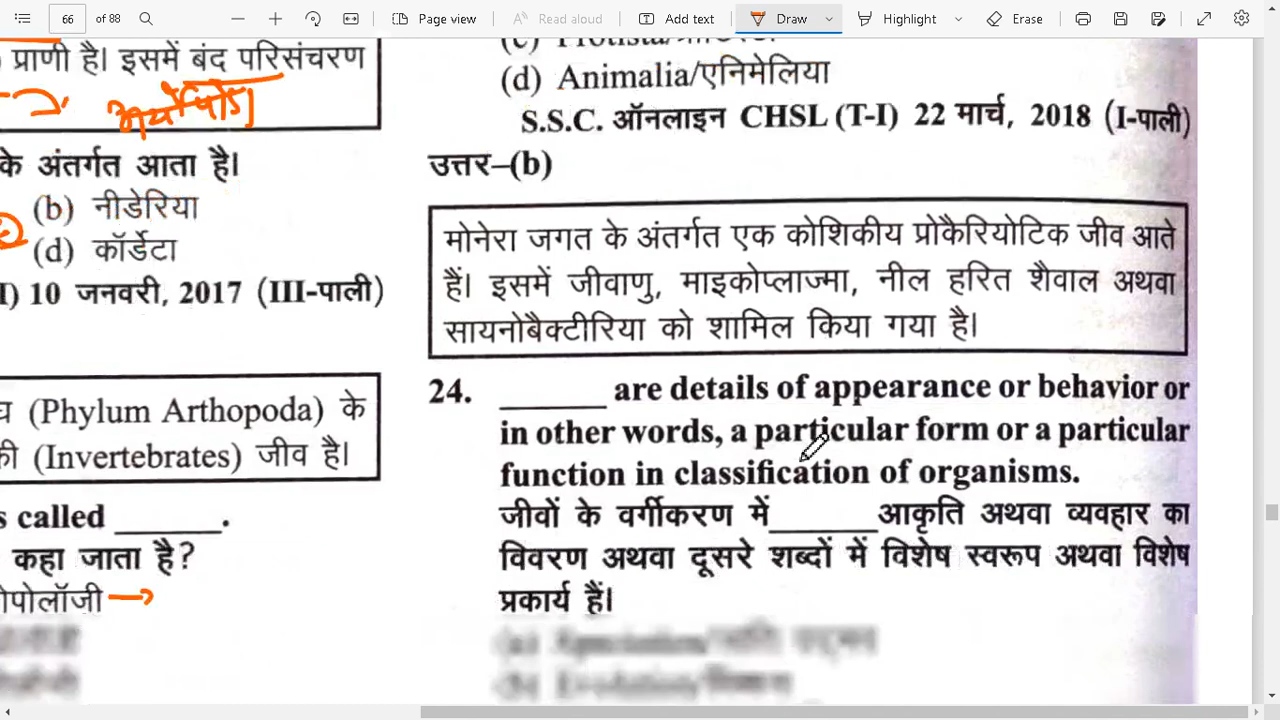 66 of 88
Page view
Read aloud
Add text
Draw
Highlight
Erase
प्राणी है। इसमें बंद परिसंचरण
के अंतर्गत आता है।
(b) नीडेरिया
(d) कॉर्डेटा
I) 10 जनवरी, 2017 (III-पाली)
(Phylum Arthopoda) के
की (Invertebrates) जीव है।
s called ______.
कहा जाता है?
ोपोलॉजी
(d) Animalia/एनिमेलिया
S.S.C. ऑनलाइन CHSL (T-I) 22 मार्च, 2018 (I-पाली)
उत्तर–(b)
मोनेरा जगत के अंतर्गत एक कोशिकीय प्रोकैरियोटिक जीव आते
हैं। इसमें जीवाणु, माइकोप्लाज्मा, नील हरित शैवाल अथवा
सायनोबैक्टीरिया को शामिल किया गया है।
24. ______ are details of appearance or behavior or
in other words, a particular form or a particular
function in classification of organisms.
जीवों के वर्गीकरण में______आकृति अथवा व्यवहार का
विवरण अथवा दूसरे शब्दों में विशेष स्वरूप अथवा विशेष
प्रकार्य हैं।